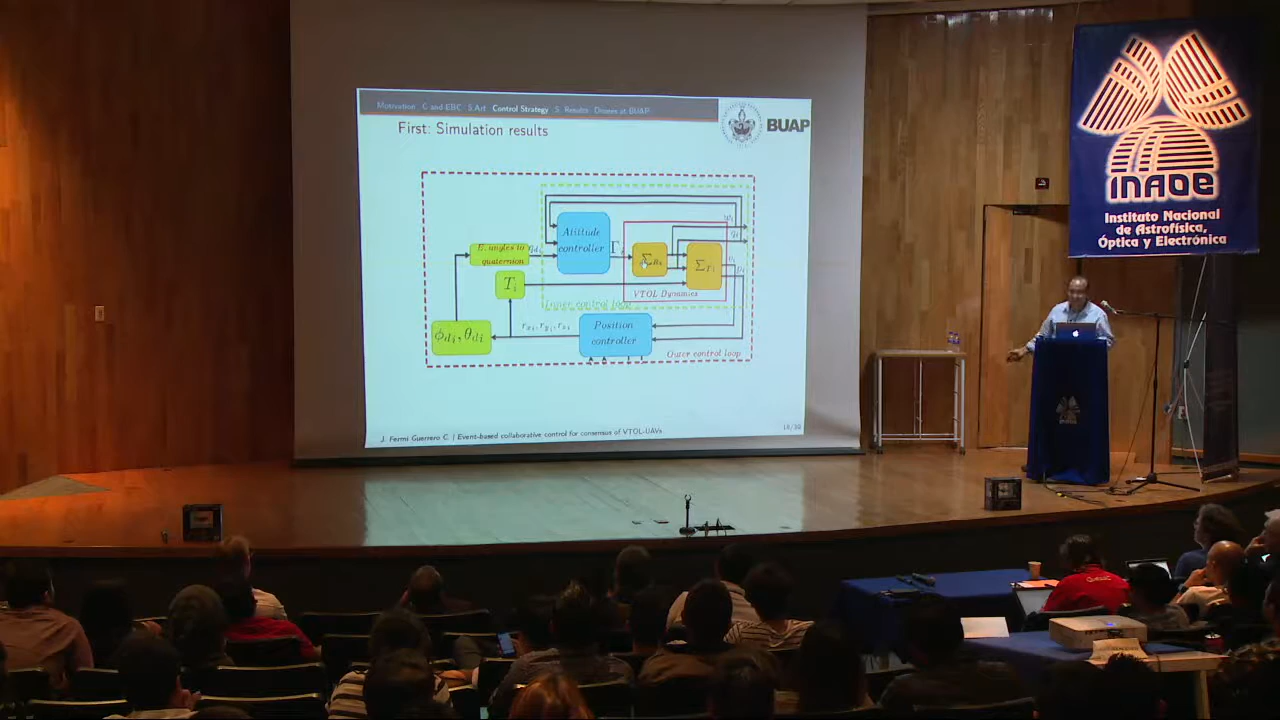 Motivation C and EBC S.Art Control Strategy S. Results Drones at BUAP
First: Simulation results
BUAP
E. angles to
quaternion
Attitude
controller
VTOL Dynamics
Inner control loop
Position
controller
Outer control loop
J. Fermi Guerrero C. | Event-based collaborative control for consensus of VTOL-UAVs
INAOE
Instituto Nacional
de Astrofísica,
Óptica y Electrónica